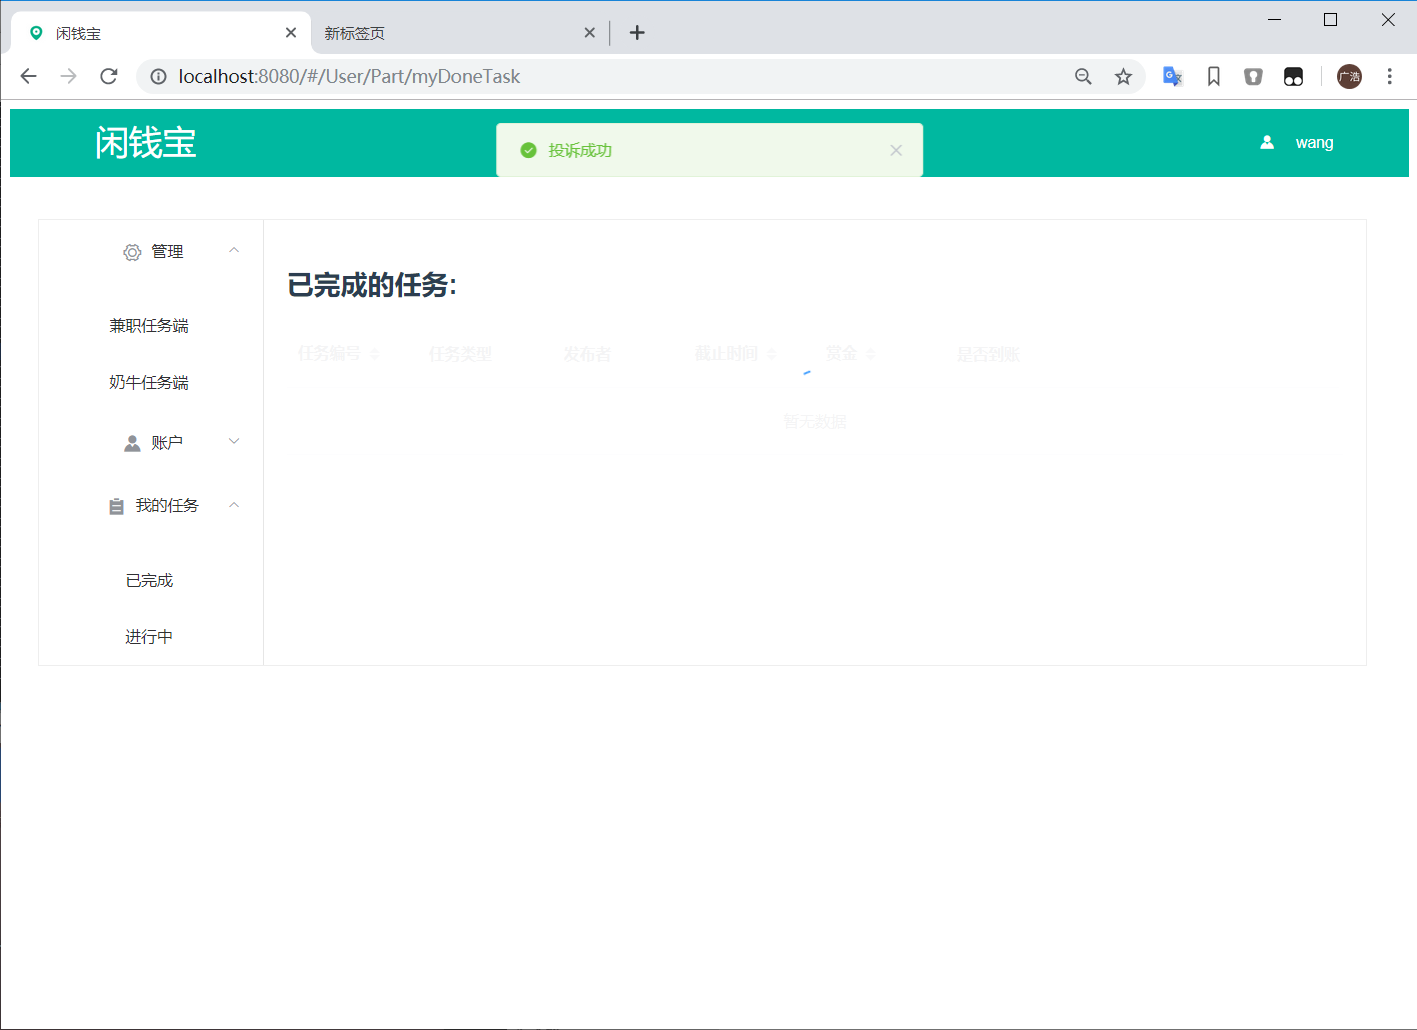 闲钱宝
新标签页
localhost:8080/#/User/Part/myDoneTask
广浩
闲钱宝
投诉成功
wang
管理
兼职任务端
奶牛任务端
账户
我的任务
已完成
进行中
已完成的任务:
任务编号 任务类型 发布者 截止时间 赏金 是否到账
暂无数据